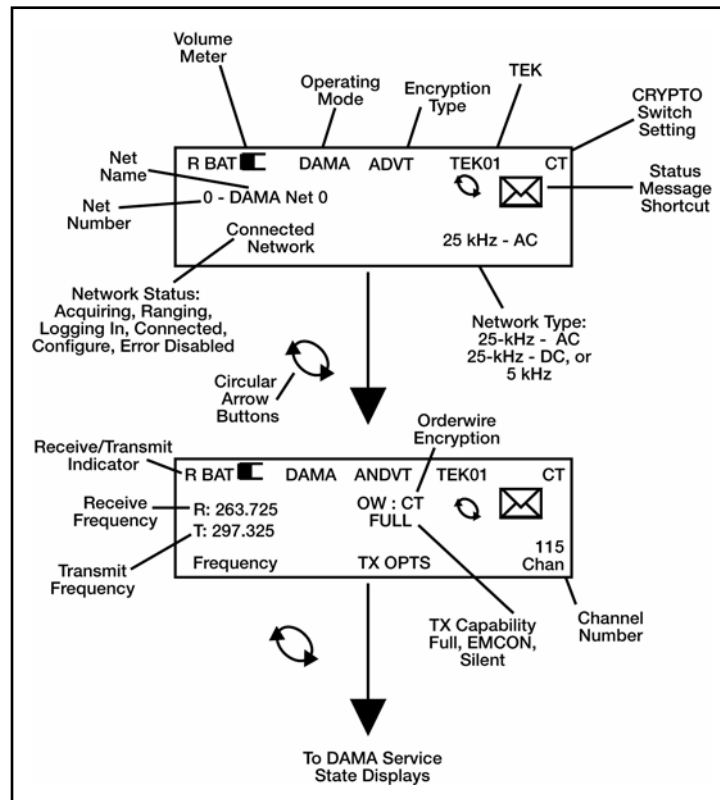 Volume
Meter
Operating
Mode
Encryption
Type
TEK
CRYPTO
Switch
Setting
R BAT DAMA ADVT TEK01 CT
Net
Name
0 - DAMA Net 0
Net
Number
Status
Message
Shortcut
Connected
Network
25 kHz - AC
Network Status:
Acquiring, Ranging,
Logging In, Connected,
Configure, Error Disabled
Network Type:
25-kHz - AC
25-kHz - DC, or
5 kHz
Circular
Arrow
Buttons
Orderwire
Encryption
Receive/Transmit
Indicator
R BAT DAMA ANDVT TEK01 CT
Receive
Frequency
R: 263.725
T: 297.325
OW : CT
FULL
115
Chan
Frequency
TX OPTS
Transmit
Frequency
TX Capability
Full, EMCON,
Silent
Channel
Number
To DAMA Service
State Displays